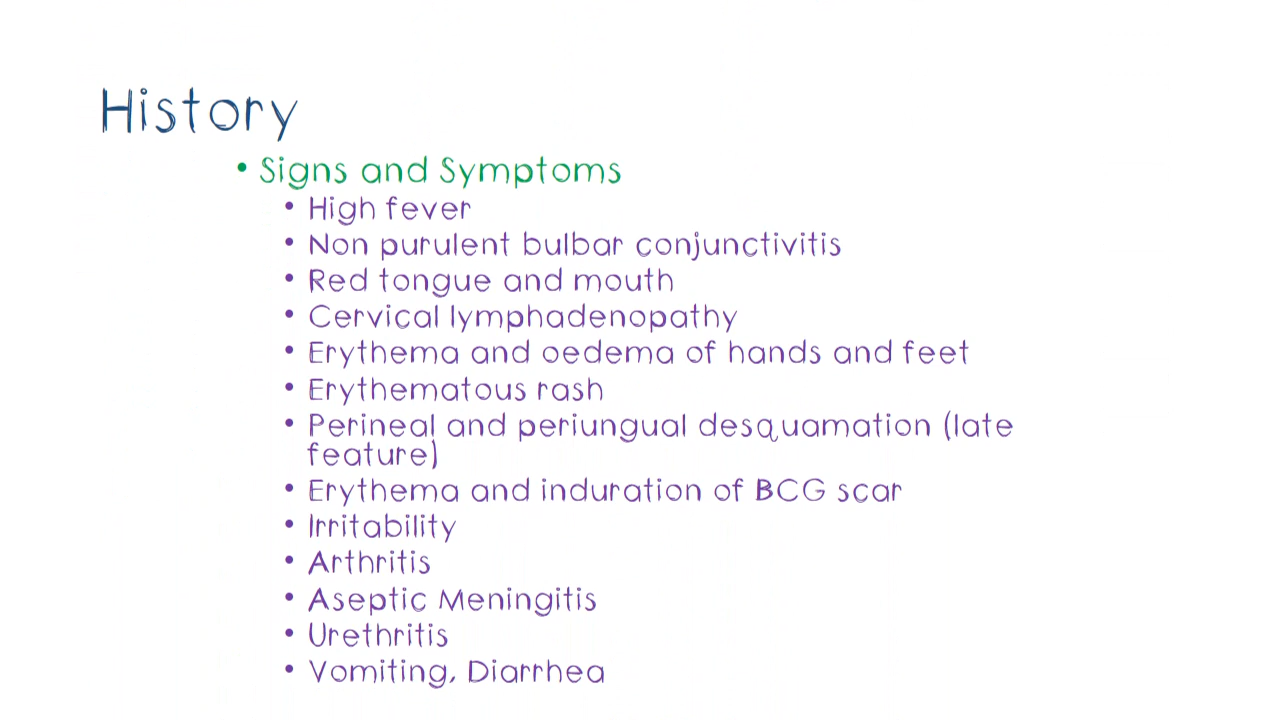 History
• Signs and Symptoms
• High fever
• Non purulent bulbar conjunctivitis
• Red tongue and mouth
• Cervical lymphadenopathy
• Erythema and oedema of hands and feet
• Erythematous rash
• Perineal and periungual desquamation (late
feature)
• Erythema and induration of BCG scar
• Irritability
• Arthritis
• Aseptic Meningitis
• Urethritis
• Vomiting, Diarrhea